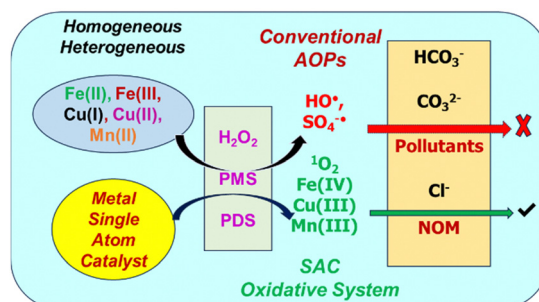 Homogeneous
Heterogeneous
Fe(II), Fe(III,
Cu(I), Cu(II),
Mn(II)
Metal
Single
Atom
Catalyst
H₂O₂
PMS
PDS
Conventional
AOPs
HO•,
SO₄⁻•
¹O₂
Fe(IV)
Cu(III)
Mn(III)
SAC
Oxidative System
HCO₃⁻
CO₃²⁻
Pollutants
Cl⁻
NOM